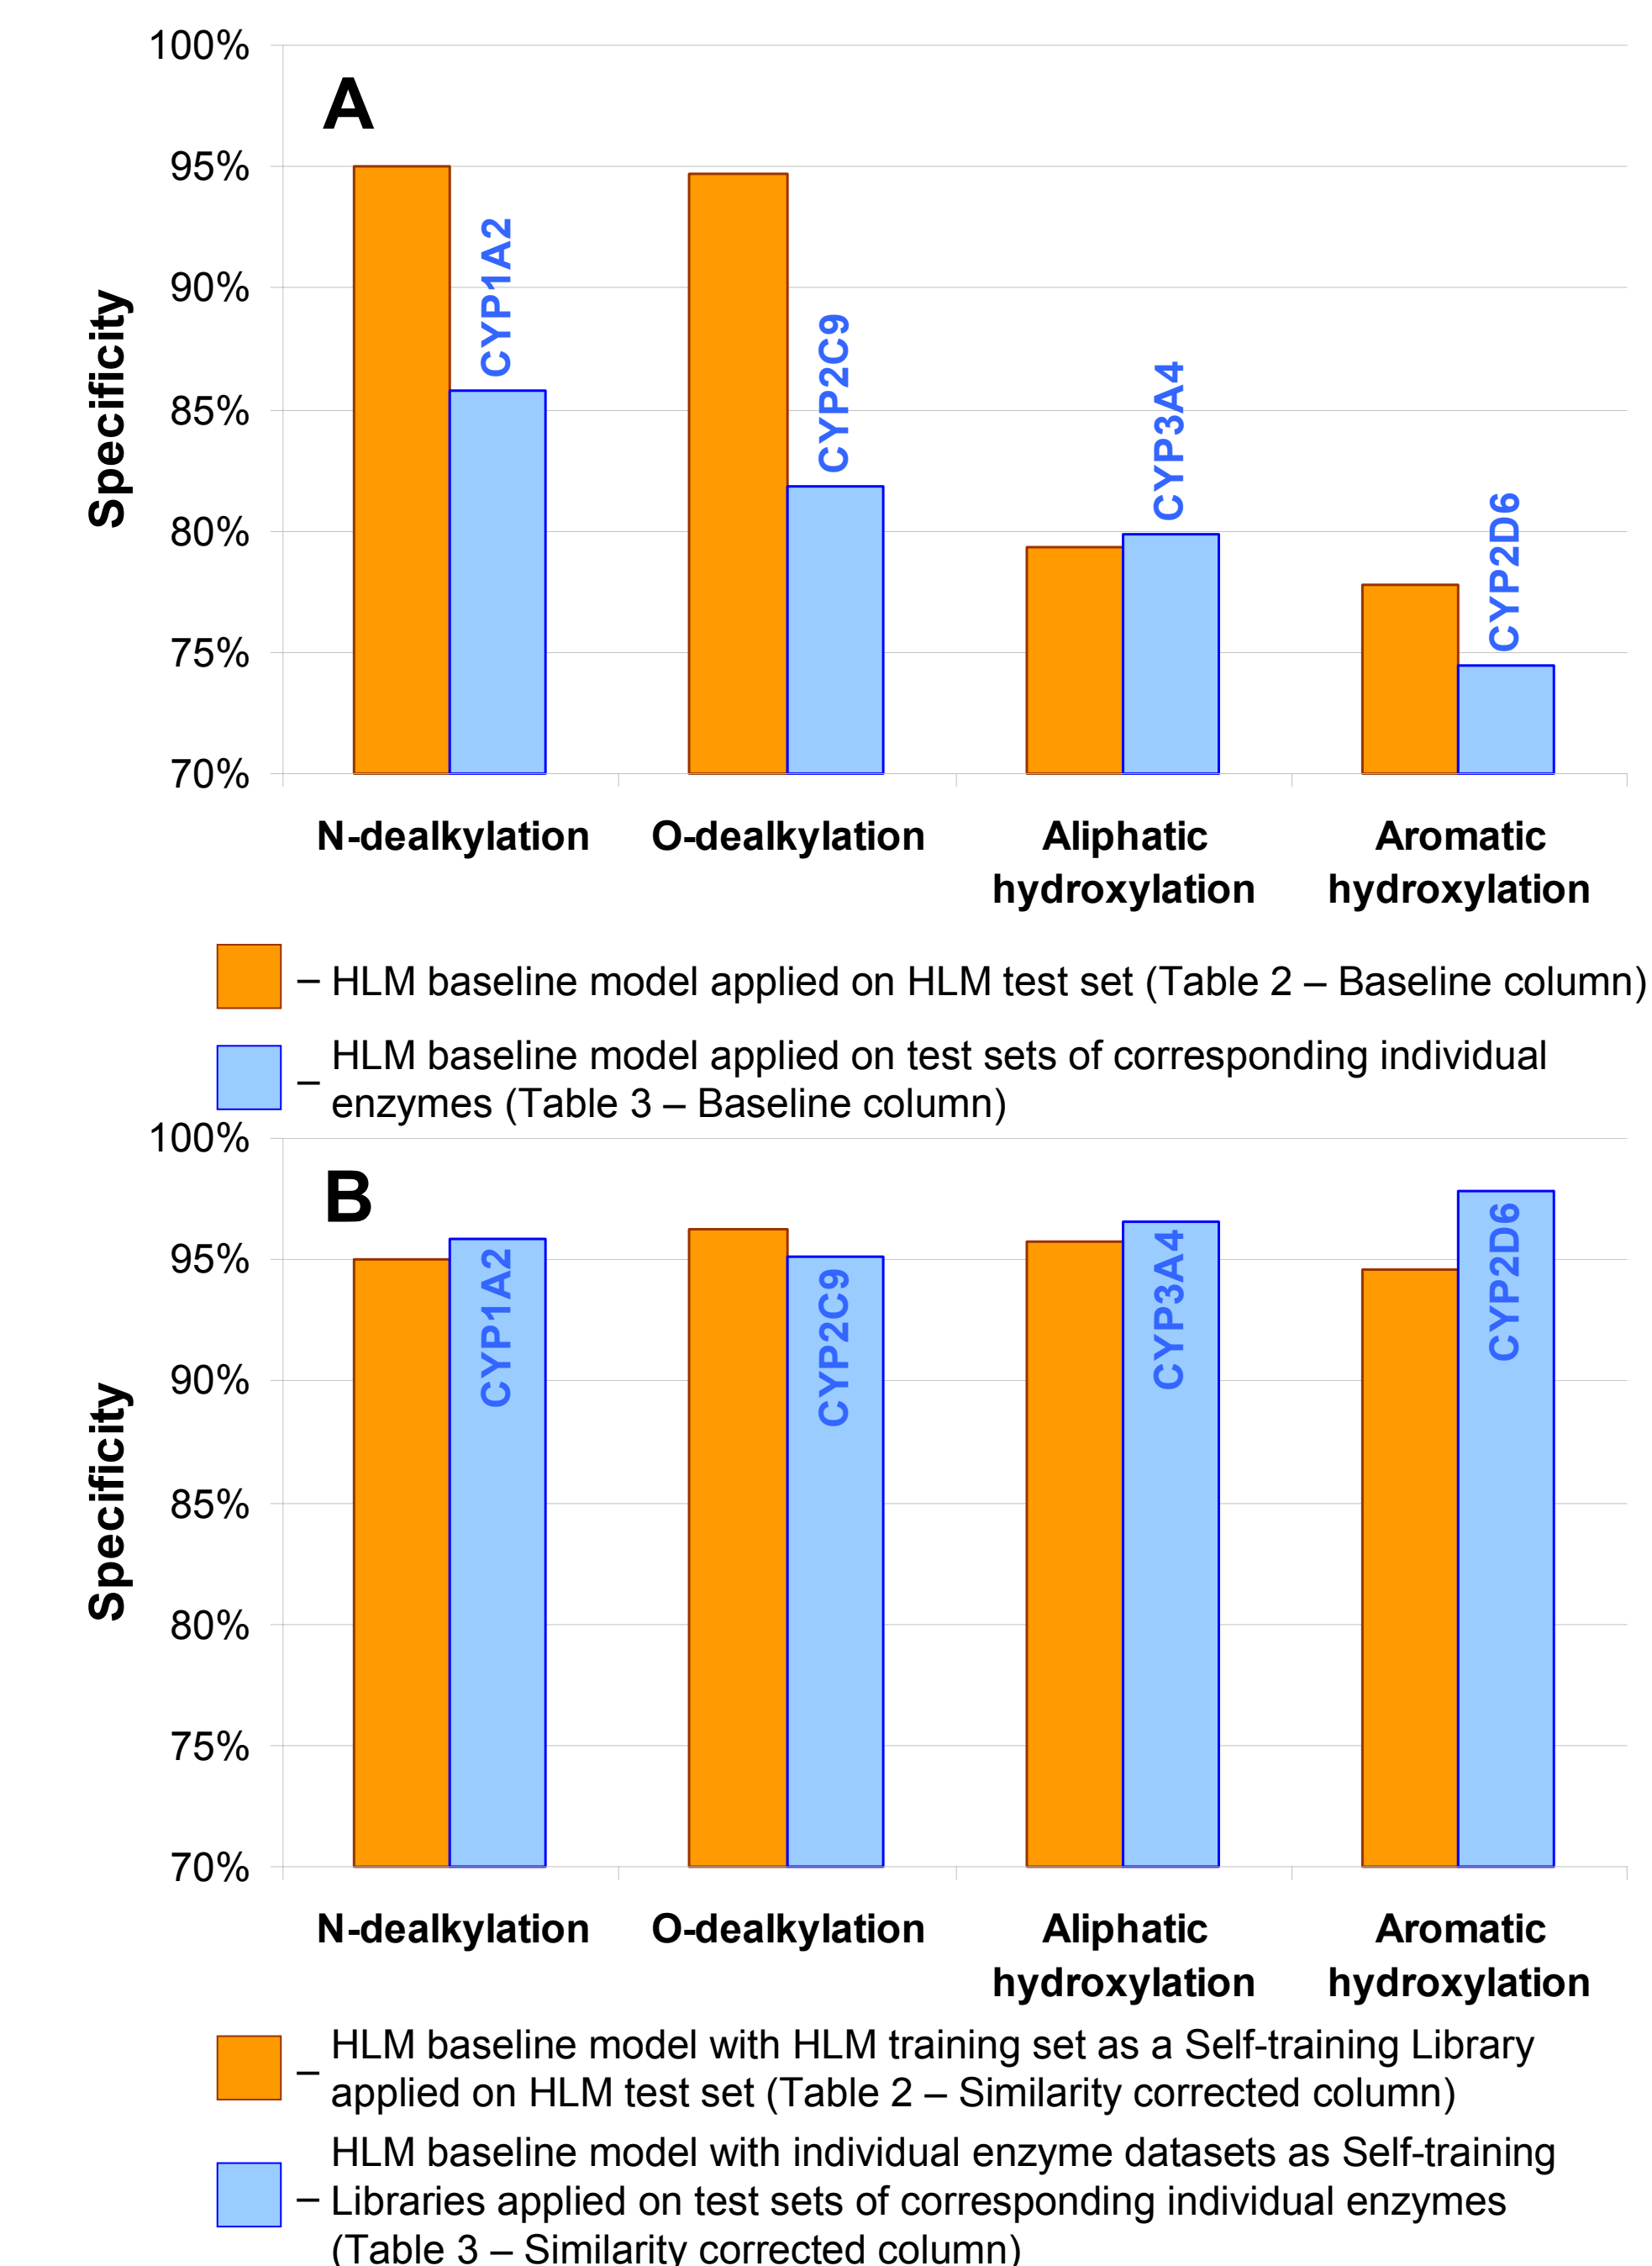 100%
A
95%
90%
85%
80%
75%
70%
Specificity
CYP1A2
CYP2C9
CYP3A4
CYP2D6
N-dealkylation
O-dealkylation
Aliphatic
hydroxylation
Aromatic
hydroxylation
– HLM baseline model applied on HLM test set (Table 2 – Baseline column)
– HLM baseline model applied on test sets of corresponding individual
enzymes (Table 3 – Baseline column)
100%
B
95%
90%
85%
80%
75%
70%
Specificity
CYP1A2
CYP2C9
CYP3A4
CYP2D6
N-dealkylation
O-dealkylation
Aliphatic
hydroxylation
Aromatic
hydroxylation
– HLM baseline model with HLM training set as a Self-training Library
applied on HLM test set (Table 2 – Similarity corrected column)
HLM baseline model with individual enzyme datasets as Self-training
– Libraries applied on test sets of corresponding individual enzymes
(Table 3 – Similarity corrected column)